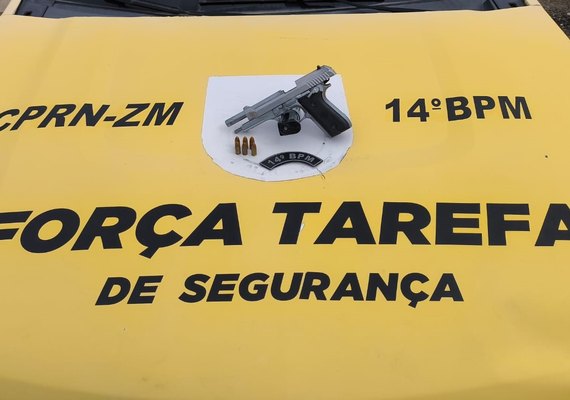 CPRN-ZM
14ºBPM
14º BPM
FORÇA TAREFA
DE SEGURANÇA